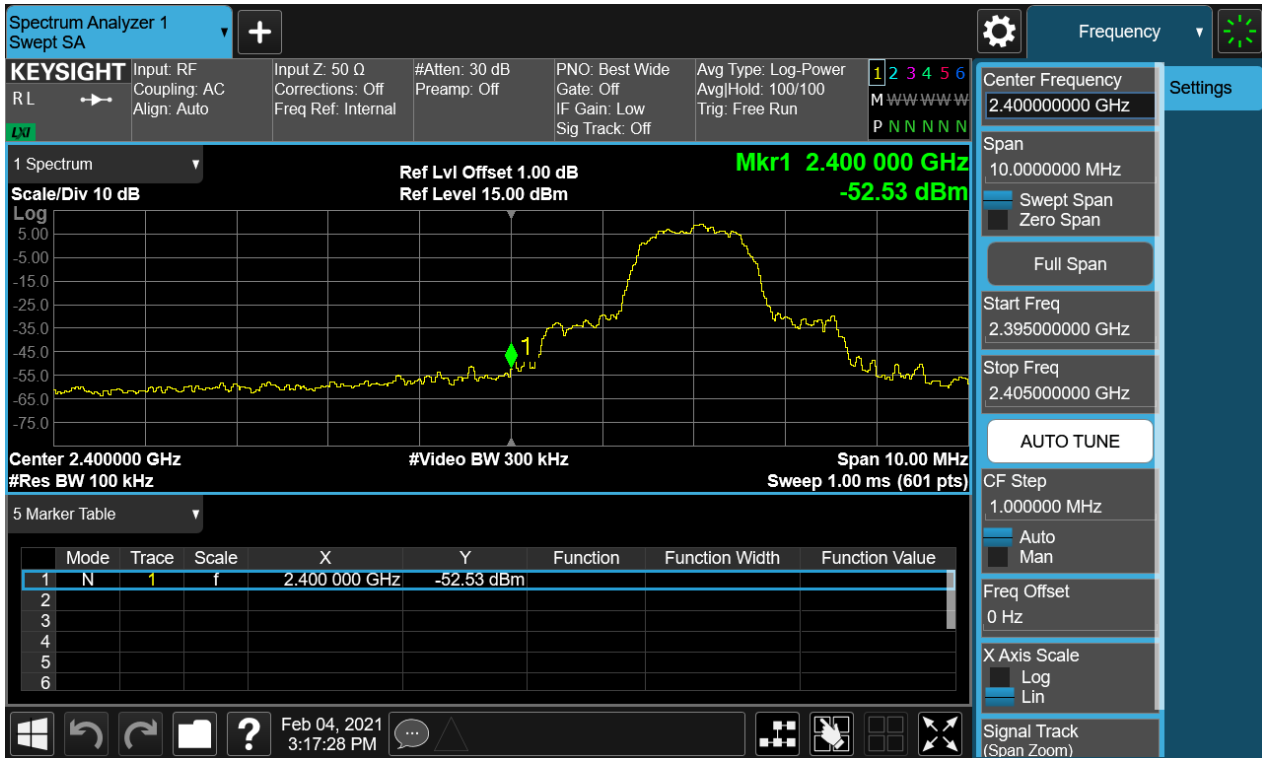 Spectrum Analyzer 1
Swept SA
Frequency
KEYSIGHT
R L
LXI
Input: RF
Coupling: AC
Align: Auto
Input Z: 50 Ω
Corrections: Off
Freq Ref: Internal
#Atten: 30 dB
Preamp: Off
PNO: Best Wide
Gate: Off
IF Gain: Low
Sig Track: Off
Avg Type: Log-Power
Avg|Hold: 100/100
Trig: Free Run
1 2 3 4 5 6
M W W W W W
P N N N N N
1 Spectrum
Scale/Div 10 dB
Ref Lvl Offset 1.00 dB
Ref Level 15.00 dBm
Mkr1 2.400 000 GHz
-52.53 dBm
Log
5.00
-5.00
-15.0
-25.0
-35.0
-45.0
-55.0
-65.0
-75.0
1
Center 2.400000 GHz
#Video BW 300 kHz
Span 10.00 MHz
#Res BW 100 kHz
Sweep 1.00 ms (601 pts)
5 Marker Table
Mode Trace Scale X Y Function Function Width Function Value
1 N 1 f 2.400 000 GHz -52.53 dBm
2
3
4
5
6
Feb 04, 2021
3:17:28 PM
Center Frequency
2.400000000 GHz
Settings
Span
10.0000000 MHz
Swept Span
Zero Span
Full Span
Start Freq
2.395000000 GHz
Stop Freq
2.405000000 GHz
AUTO TUNE
CF Step
1.000000 MHz
Auto
Man
Freq Offset
0 Hz
X Axis Scale
Log
Lin
Signal Track
(Span Zoom)